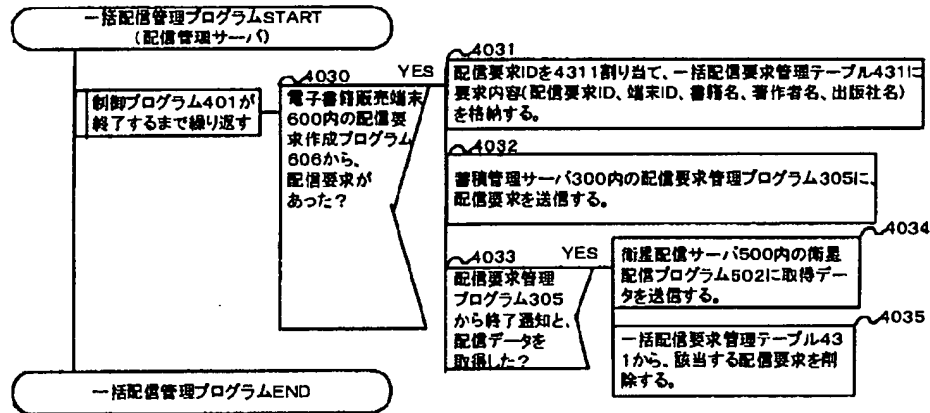 一括配信管理プログラムSTART
(配信管理サーバ)
制御プログラム401が
終了するまで繰り返す
4030
YES
電子書籍販売端末
600内の配信要
求作成プログラム
606から、
配信要求が
あった?
4031
配信要求IDを4311割り当て、一括配信要求管理テーブル431に
要求内容(配信要求ID、端末ID、書籍名、著作者名、出版社名)
を格納する。
4032
蓄積管理サーバ300内の配信要求管理プログラム305に、
配信要求を送信する。
4033
YES
配信要求管理
プログラム305
から終了通知と、
配信データを
取得した?
4034
衛星配信サーバ500内の衛星
配信プログラム502に取得デー
タを送信する。
4035
一括配信要求管理テーブル43
1から、該当する配信要求を削
除する。
一括配信管理プログラムEND